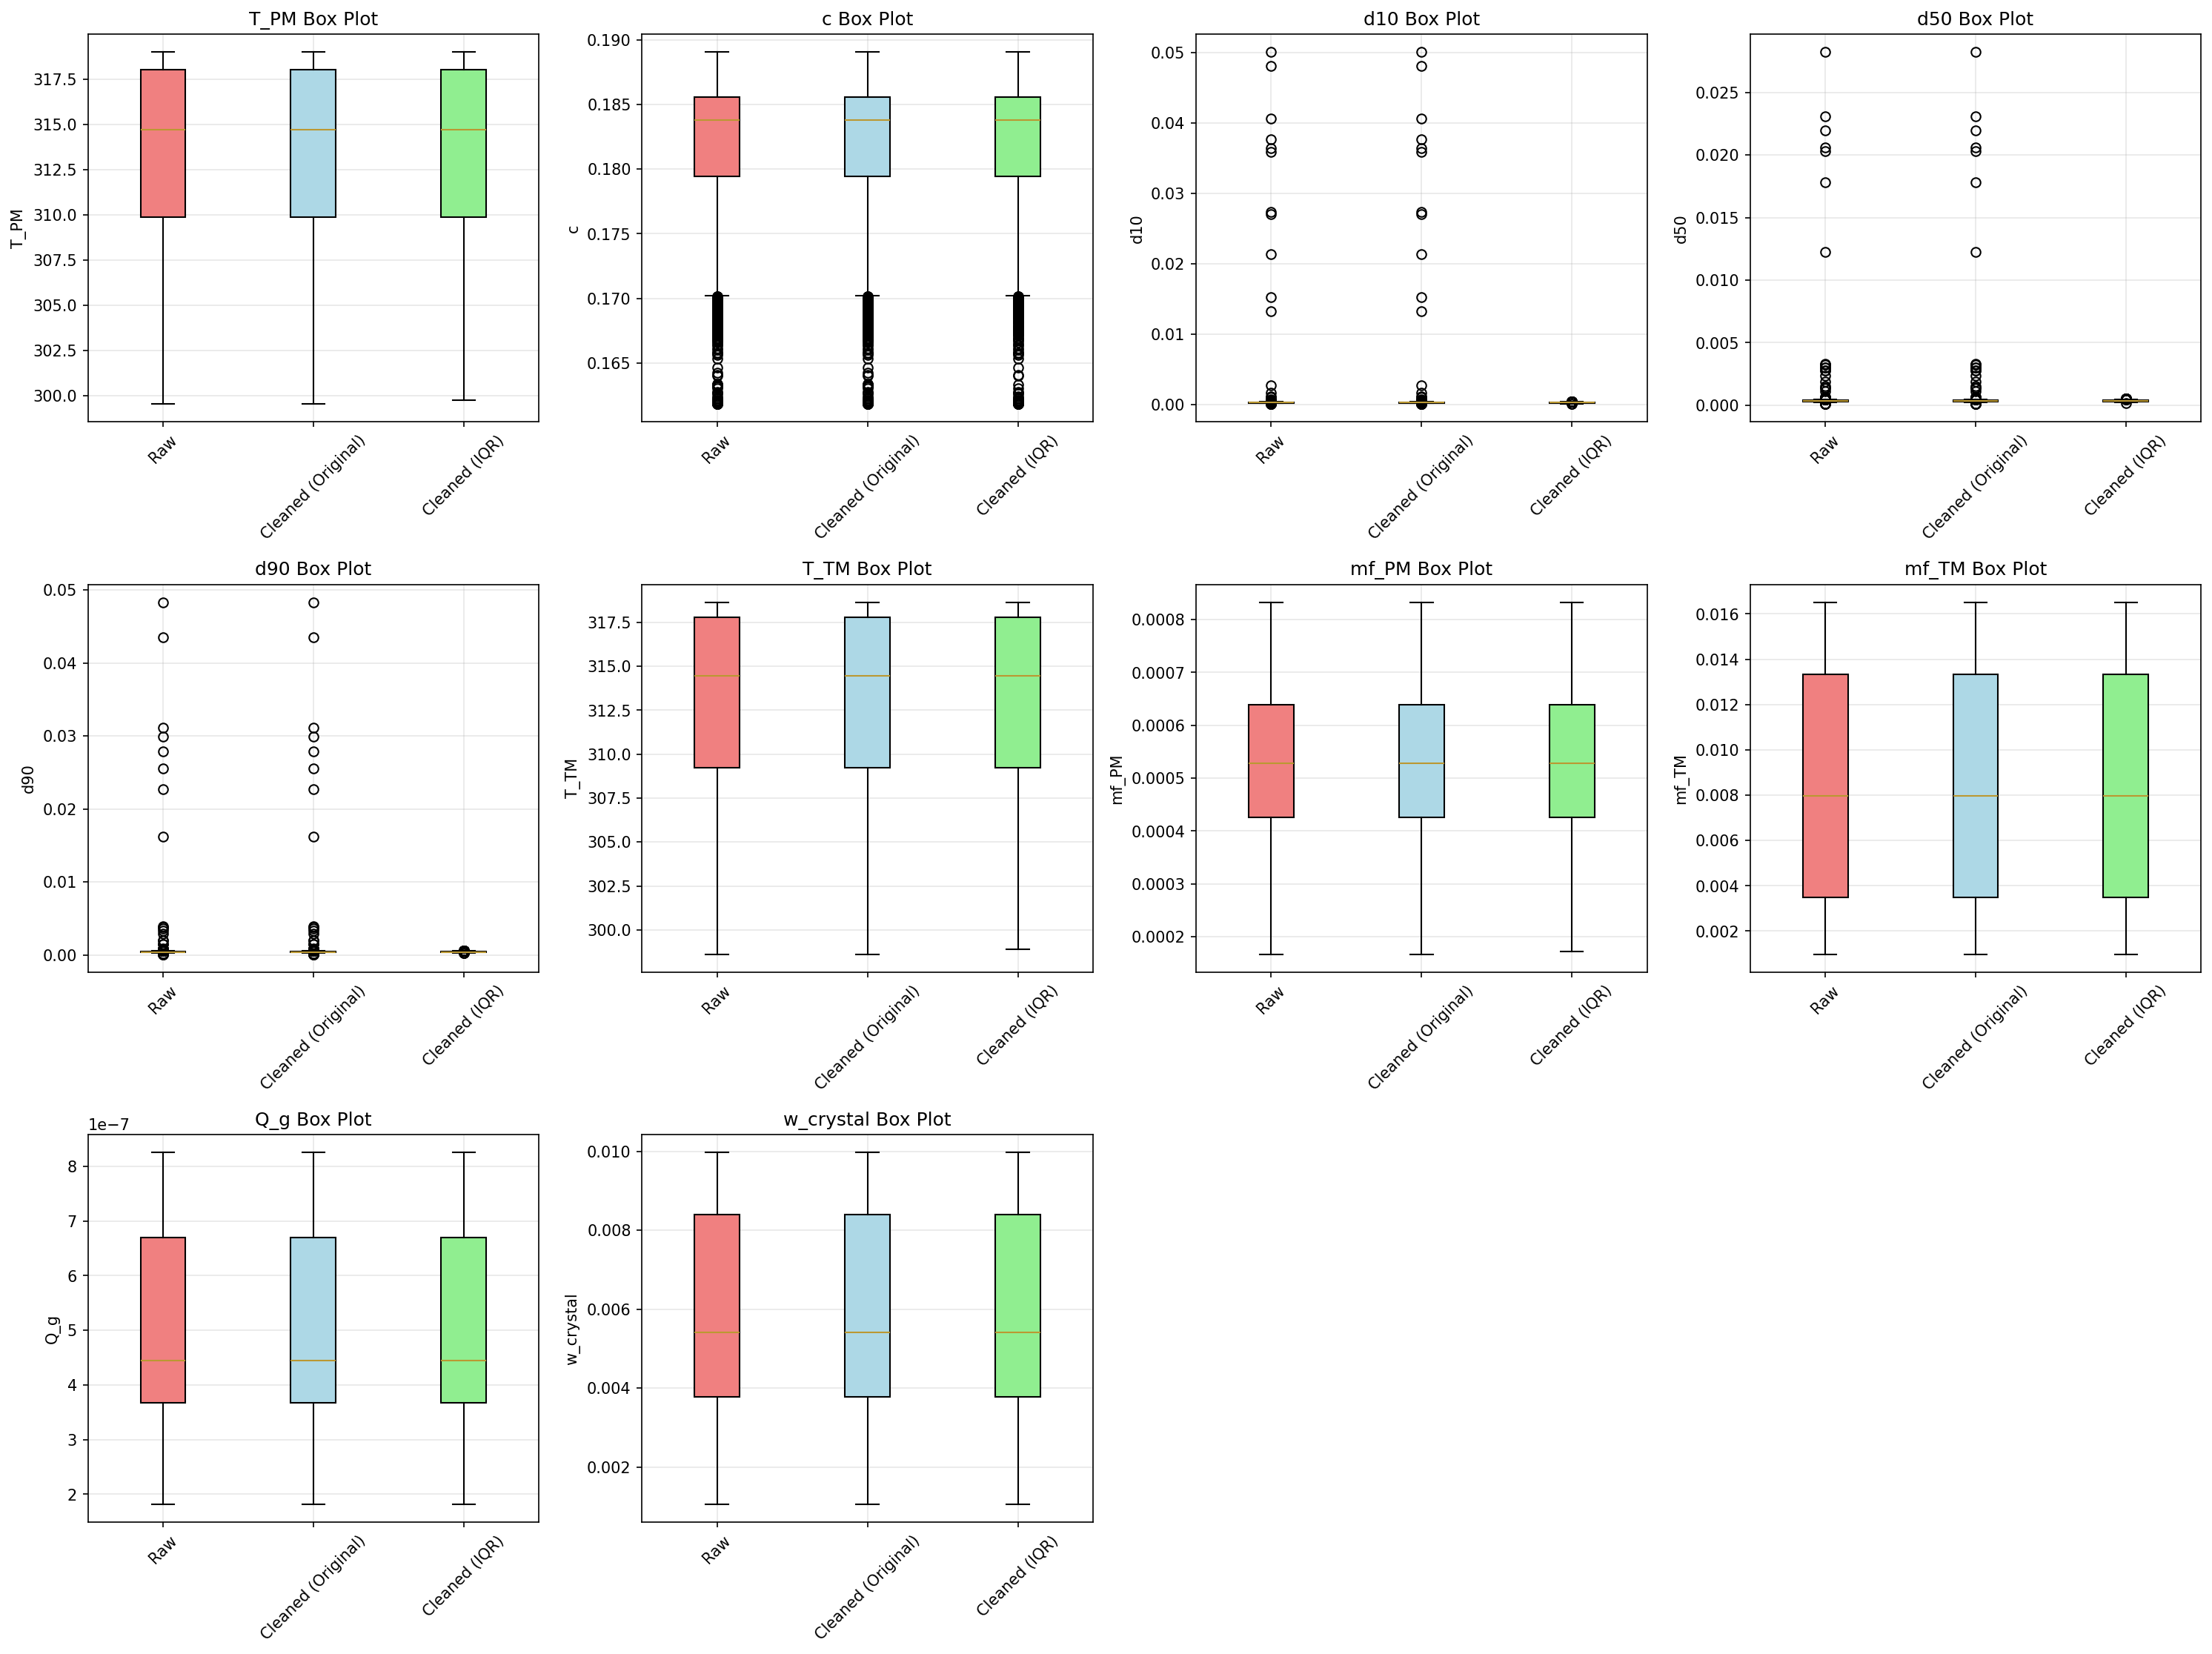 T_PM Box Plot
T_PM
317.5
315.0
312.5
310.0
307.5
305.0
302.5
300.0
Raw
Cleaned (Original)
Cleaned (IQR)
c Box Plot
c
0.190
0.185
0.180
0.175
0.170
0.165
Raw
Cleaned (Original)
Cleaned (IQR)
d10 Box Plot
d10
0.05
0.04
0.03
0.02
0.01
0.00
Raw
Cleaned (Original)
Cleaned (IQR)
d50 Box Plot
d50
0.025
0.020
0.015
0.010
0.005
0.000
Raw
Cleaned (Original)
Cleaned (IQR)
d90 Box Plot
d90
0.05
0.04
0.03
0.02
0.01
0.00
Raw
Cleaned (Original)
Cleaned (IQR)
T_TM Box Plot
T_TM
317.5
315.0
312.5
310.0
307.5
305.0
302.5
300.0
Raw
Cleaned (Original)
Cleaned (IQR)
mf_PM Box Plot
mf_PM
0.0008
0.0007
0.0006
0.0005
0.0004
0.0003
0.0002
Raw
Cleaned (Original)
Cleaned (IQR)
mf_TM Box Plot
mf_TM
0.016
0.014
0.012
0.010
0.008
0.006
0.004
0.002
Raw
Cleaned (Original)
Cleaned (IQR)
Q_g Box Plot
1e−7
Q_g
8
7
6
5
4
3
2
Raw
Cleaned (Original)
Cleaned (IQR)
w_crystal Box Plot
w_crystal
0.010
0.008
0.006
0.004
0.002
Raw
Cleaned (Original)
Cleaned (IQR)